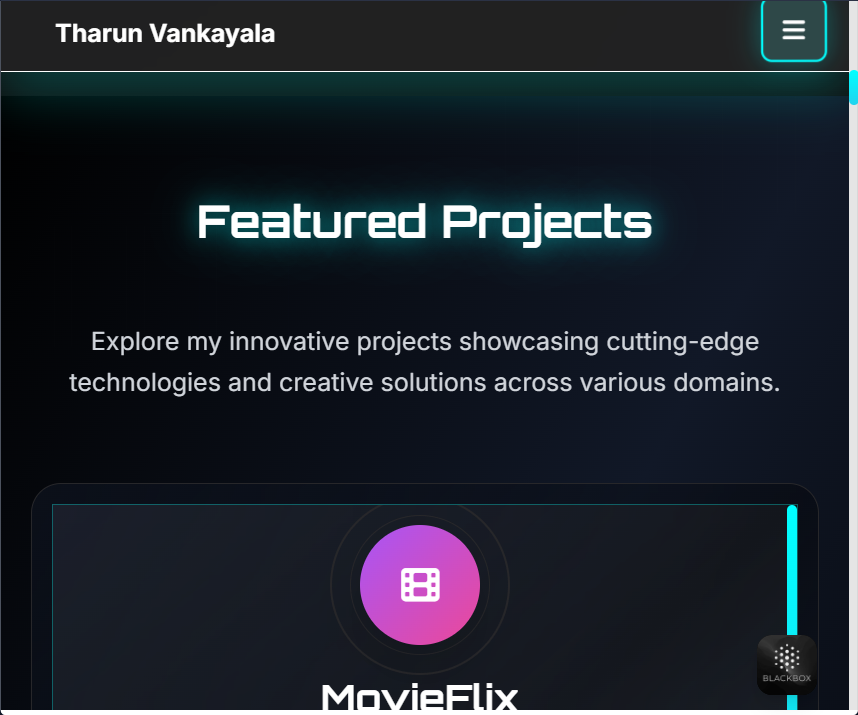 Tharun Vankayala
Featured Projects
Explore my innovative projects showcasing cutting-edge
technologies and creative solutions across various domains.
MovieFlix
BLACKBOX